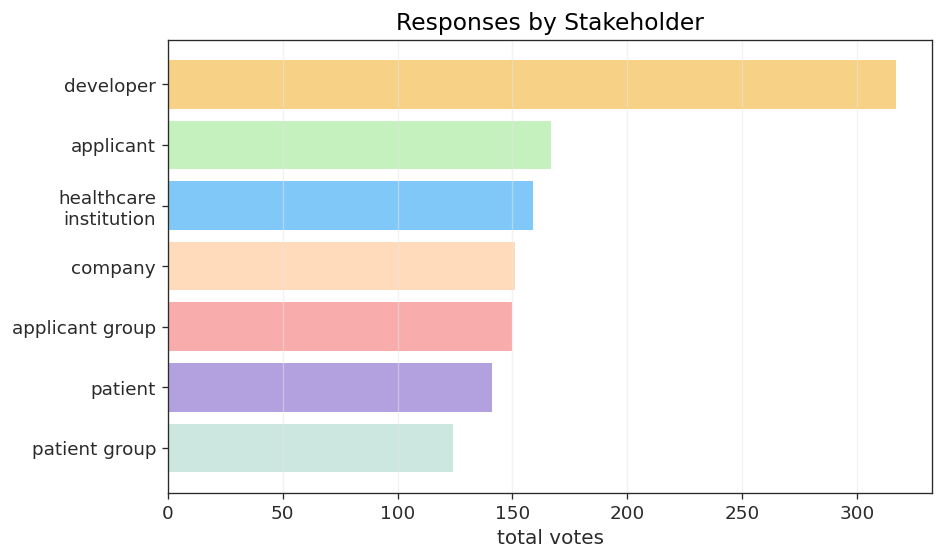 Responses by Stakeholder
developer
applicant
healthcare
institution
company
applicant group
patient
patient group
0 50 100 150 200 250 300
total votes